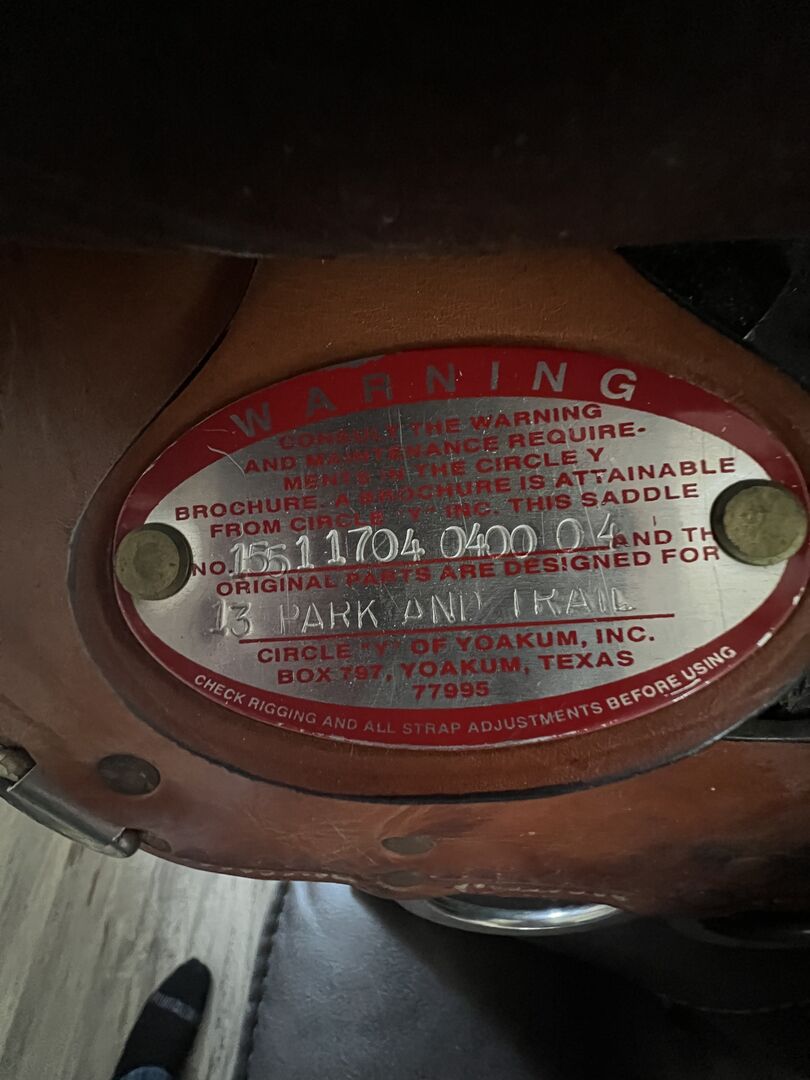 WARNING
CONSULT THE WARNING
AND MAINTENANCE REQUIRE-
MENTS IN THE CIRCLE Y
BROCHURE. A BROCHURE IS ATTAINABLE
FROM CIRCLE "Y" INC. THIS SADDLE
NO. 1551 1704 0400 04 AND TH
ORIGINAL PARTS ARE DESIGNED FOR
13 PARK AND TRAIL
CIRCLE "Y" OF YOAKUM, INC.
BOX 797, YOAKUM, TEXAS
77995
CHECK RIGGING AND ALL STRAP ADJUSTMENTS BEFORE USING